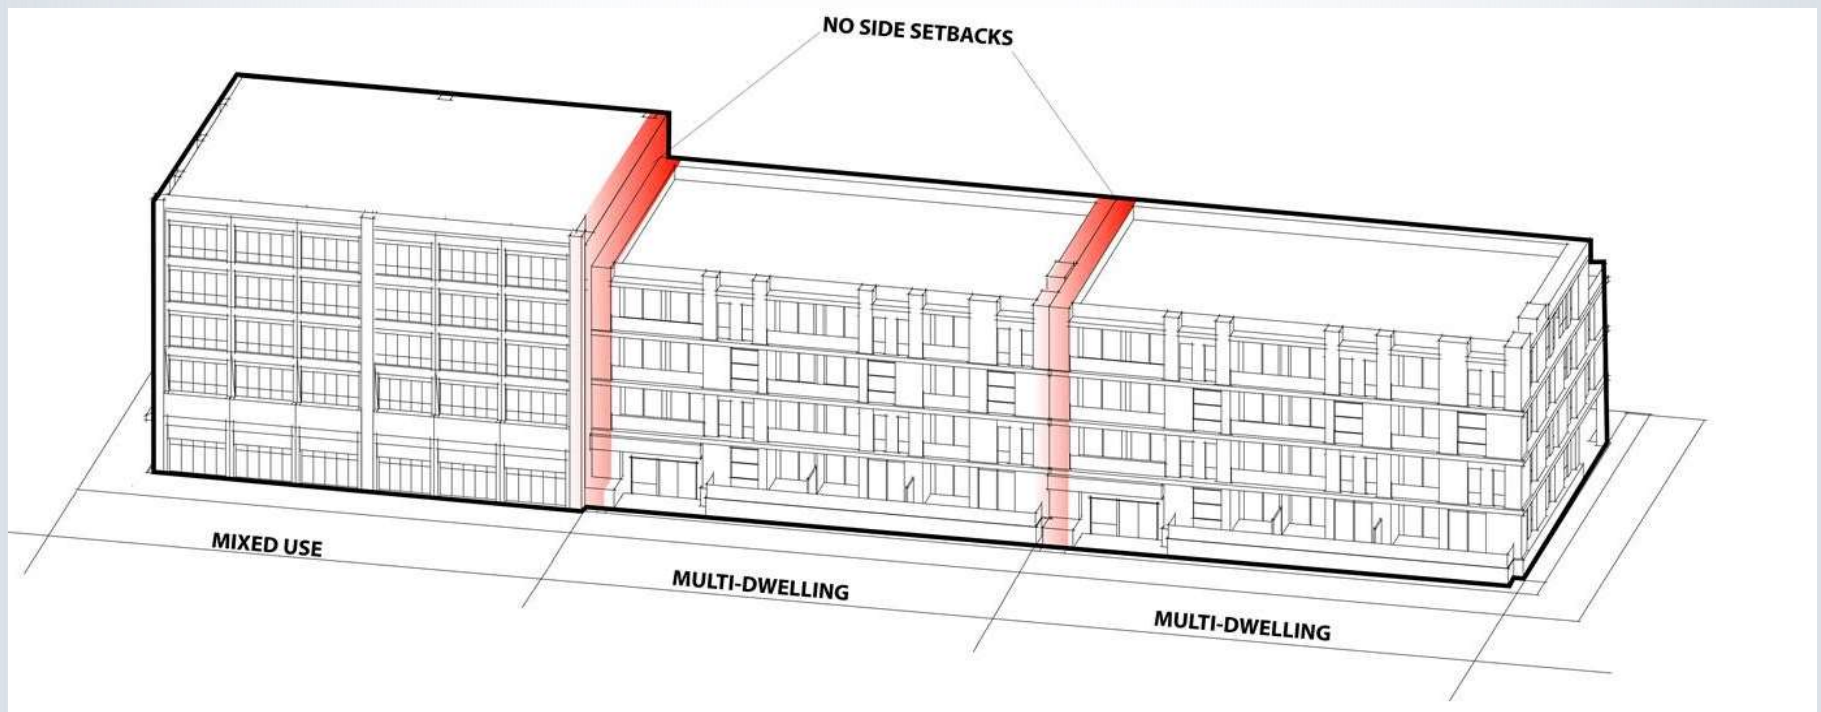 NO SIDE SETBACKS
MIXED USE
MULTI-DWELLING
MULTI-DWELLING